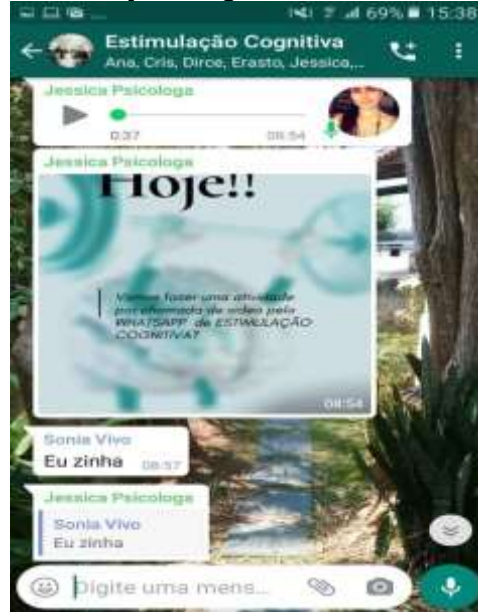 69% 15:38
Estimulação Cognitiva
Ana, Cris, Dirce, Erasto, Jessica,...
Jessica Psicologa
0:37 08:54
Jessica Psicologa
Hoje!!
Vamos fazer uma atividade
por chamada de video pelo
WHATSAPP de ESTIMULAÇÃO
COGNITIVA?
08:54
Sonia Vivo
Eu zinha 08:57
Jessica Psicologa
Sonia Vivo
Eu zinha
Digite uma mens...